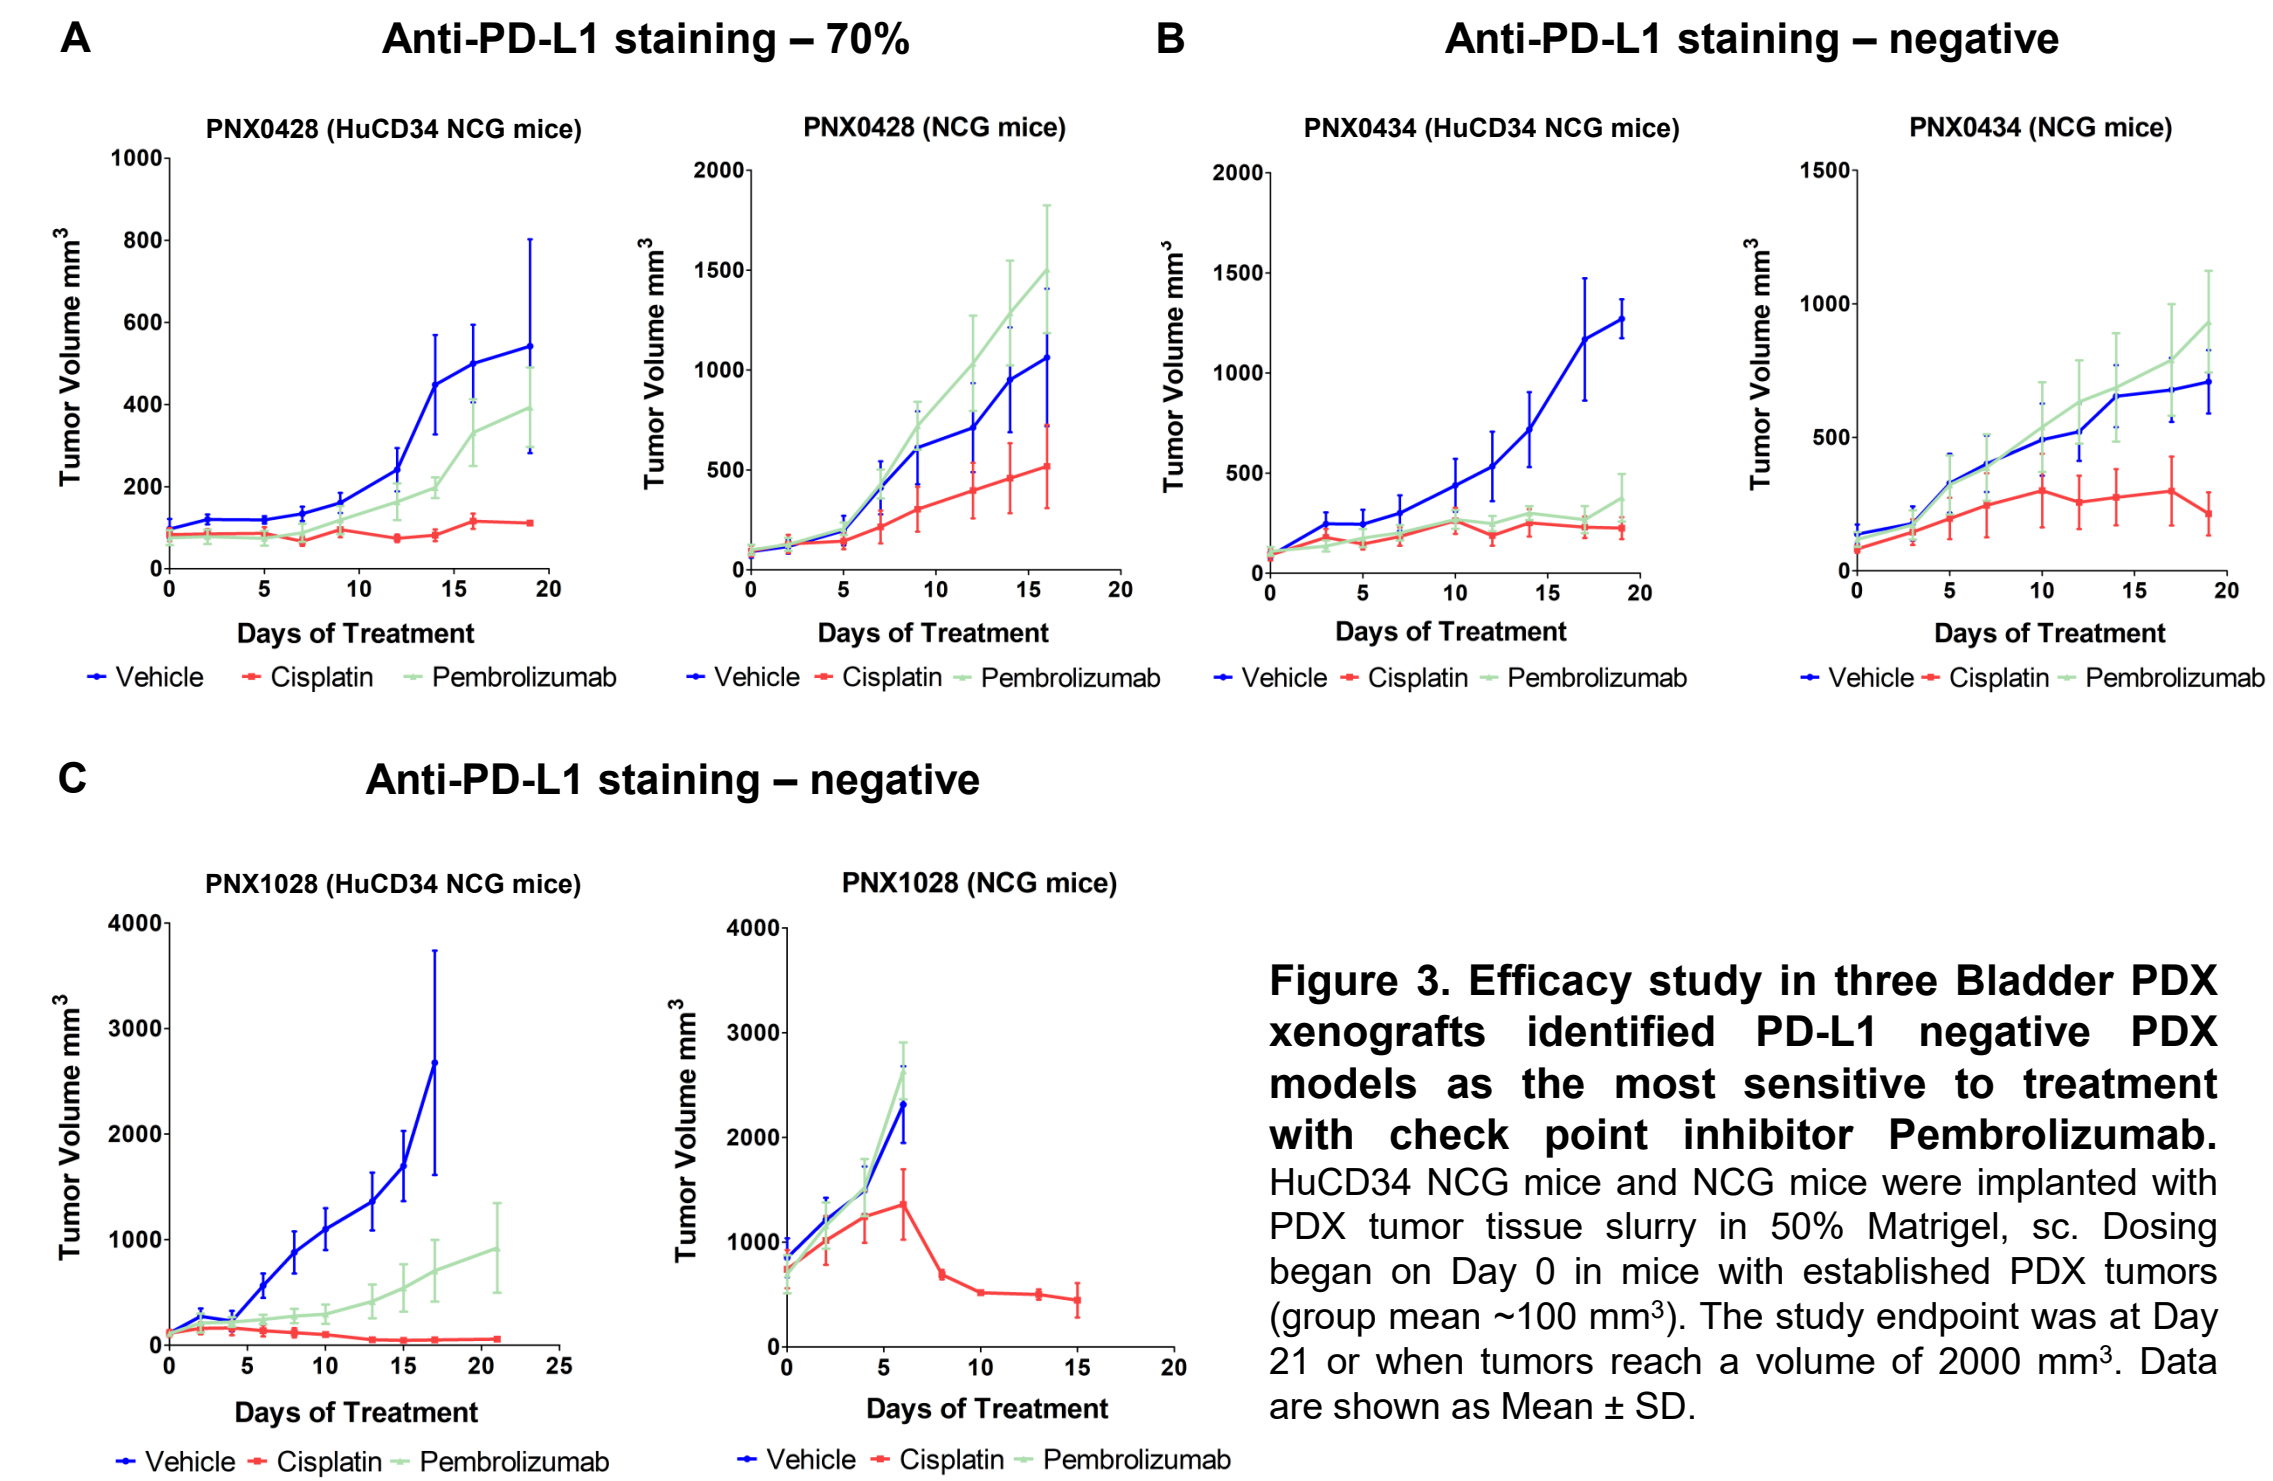 A
Anti-PD-L1 staining – 70%
PNX0428 (HuCD34 NCG mice)
1000
800
600
400
200
0
0 5 10 15 20
Tumor Volume mm³
Days of Treatment
Vehicle Cisplatin Pembrolizumab
PNX0428 (NCG mice)
2000
1500
1000
500
0
0 5 10 15 20
Tumor Volume mm³
Days of Treatment
Vehicle Cisplatin Pembrolizumab
B
Anti-PD-L1 staining – negative
PNX0434 (HuCD34 NCG mice)
2000
1500
1000
500
0
0 5 10 15 20
Tumor Volume mm³
Days of Treatment
Vehicle Cisplatin Pembrolizumab
PNX0434 (NCG mice)
1500
1000
500
0
0 5 10 15 20
Tumor Volume mm³
Days of Treatment
Vehicle Cisplatin Pembrolizumab
C
Anti-PD-L1 staining – negative
PNX1028 (HuCD34 NCG mice)
4000
3000
2000
1000
0
0 5 10 15 20 25
Tumor Volume mm³
Days of Treatment
Vehicle Cisplatin Pembrolizumab
PNX1028 (NCG mice)
4000
3000
2000
1000
0
0 5 10 15 20
Tumor Volume mm³
Days of Treatment
Vehicle Cisplatin Pembrolizumab
Figure 3. Efficacy study in three Bladder PDX
xenografts identified PD-L1 negative PDX
models as the most sensitive to treatment
with check point inhibitor Pembrolizumab.
HuCD34 NCG mice and NCG mice were implanted with
PDX tumor tissue slurry in 50% Matrigel, sc. Dosing
began on Day 0 in mice with established PDX tumors
(group mean ~100 mm³). The study endpoint was at Day
21 or when tumors reach a volume of 2000 mm³. Data
are shown as Mean ± SD.